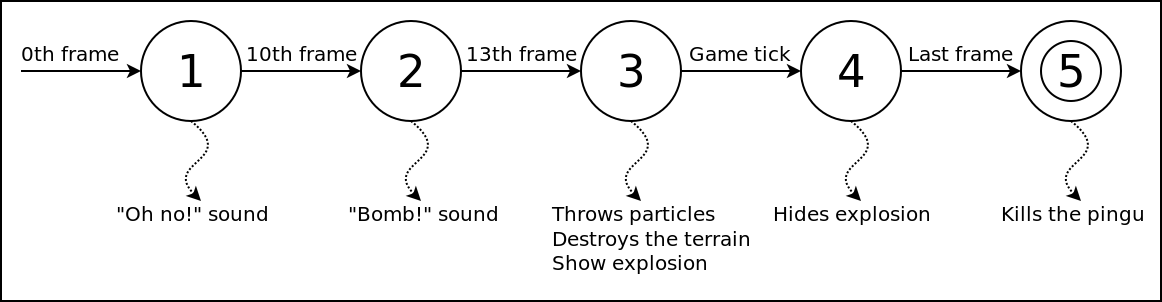 0th frame
10th frame
13th frame
Game tick
Last frame
1
2
3
4
5
"Oh no!" sound
"Bomb!" sound
Throws particles
Destroys the terrain
Show explosion
Hides explosion
Kills the pingu